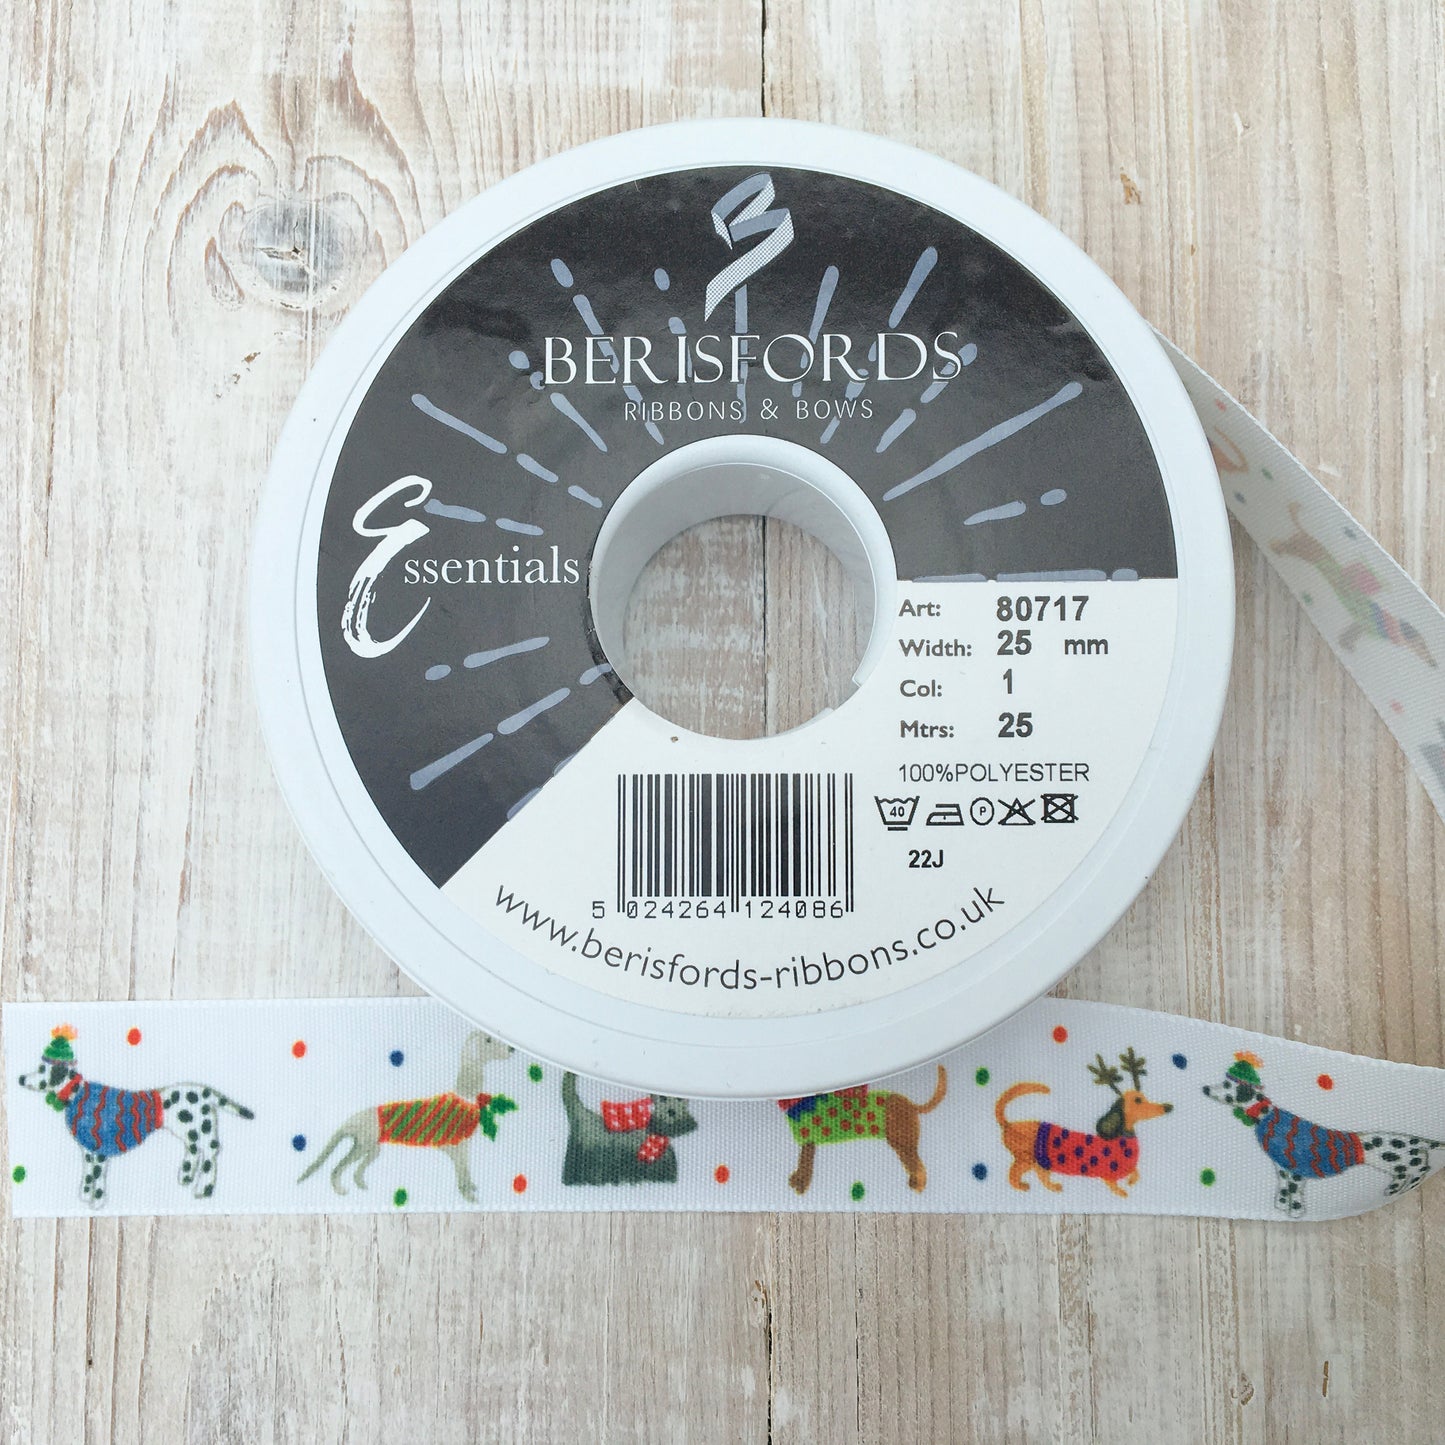 BERISFORDS
RIBBONS & BOWS
Essentials
Art: 80717
Width: 25 mm
Col: 1
Mtrs: 25
100%POLYESTER
40 P
22J
5 024264 124086
www.berisfords-ribbons.co.uk